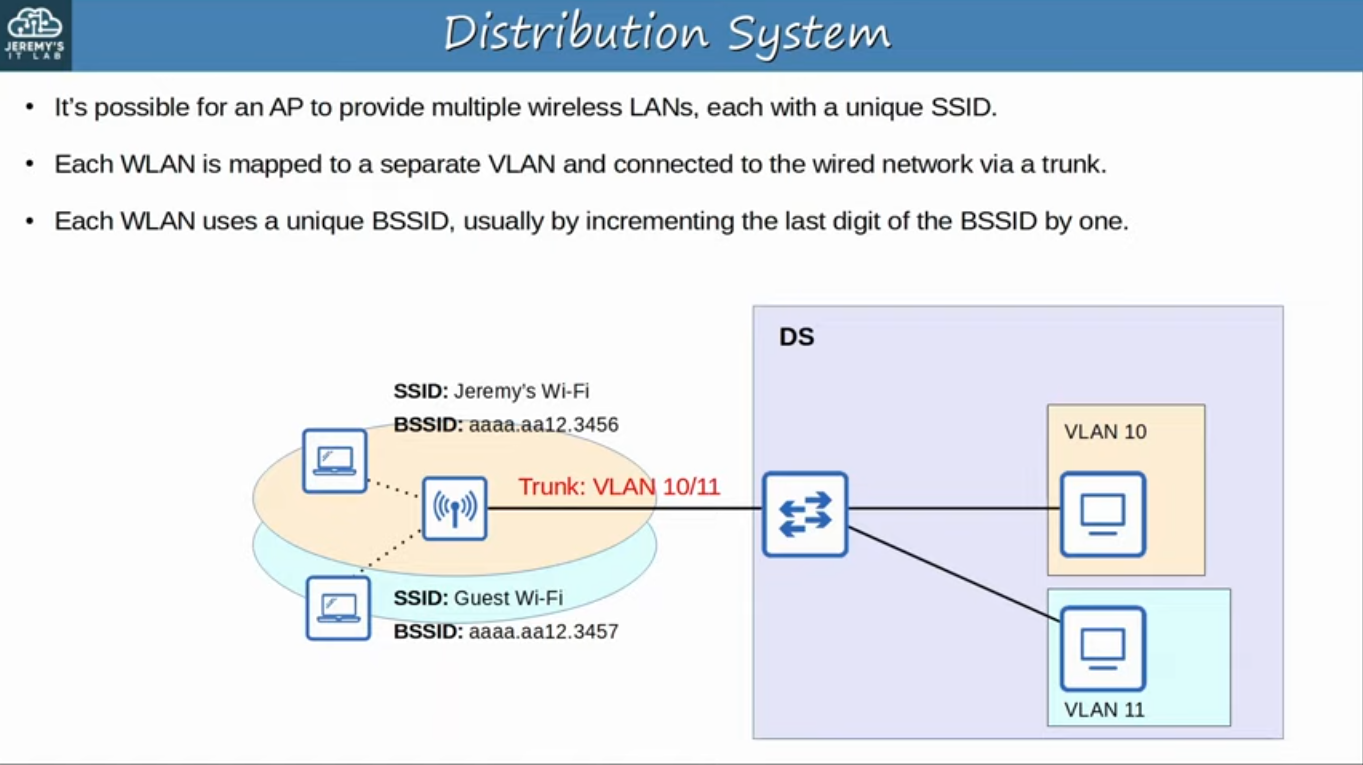 JEREMY'S
IT LAB
Distribution System
• It's possible for an AP to provide multiple wireless LANs, each with a unique SSID.
• Each WLAN is mapped to a separate VLAN and connected to the wired network via a trunk.
• Each WLAN uses a unique BSSID, usually by incrementing the last digit of the BSSID by one.
DS
SSID: Jeremy's Wi-Fi
BSSID: aaaa.aa12.3456
VLAN 10
Trunk: VLAN 10/11
SSID: Guest Wi-Fi
BSSID: aaaa.aa12.3457
VLAN 11